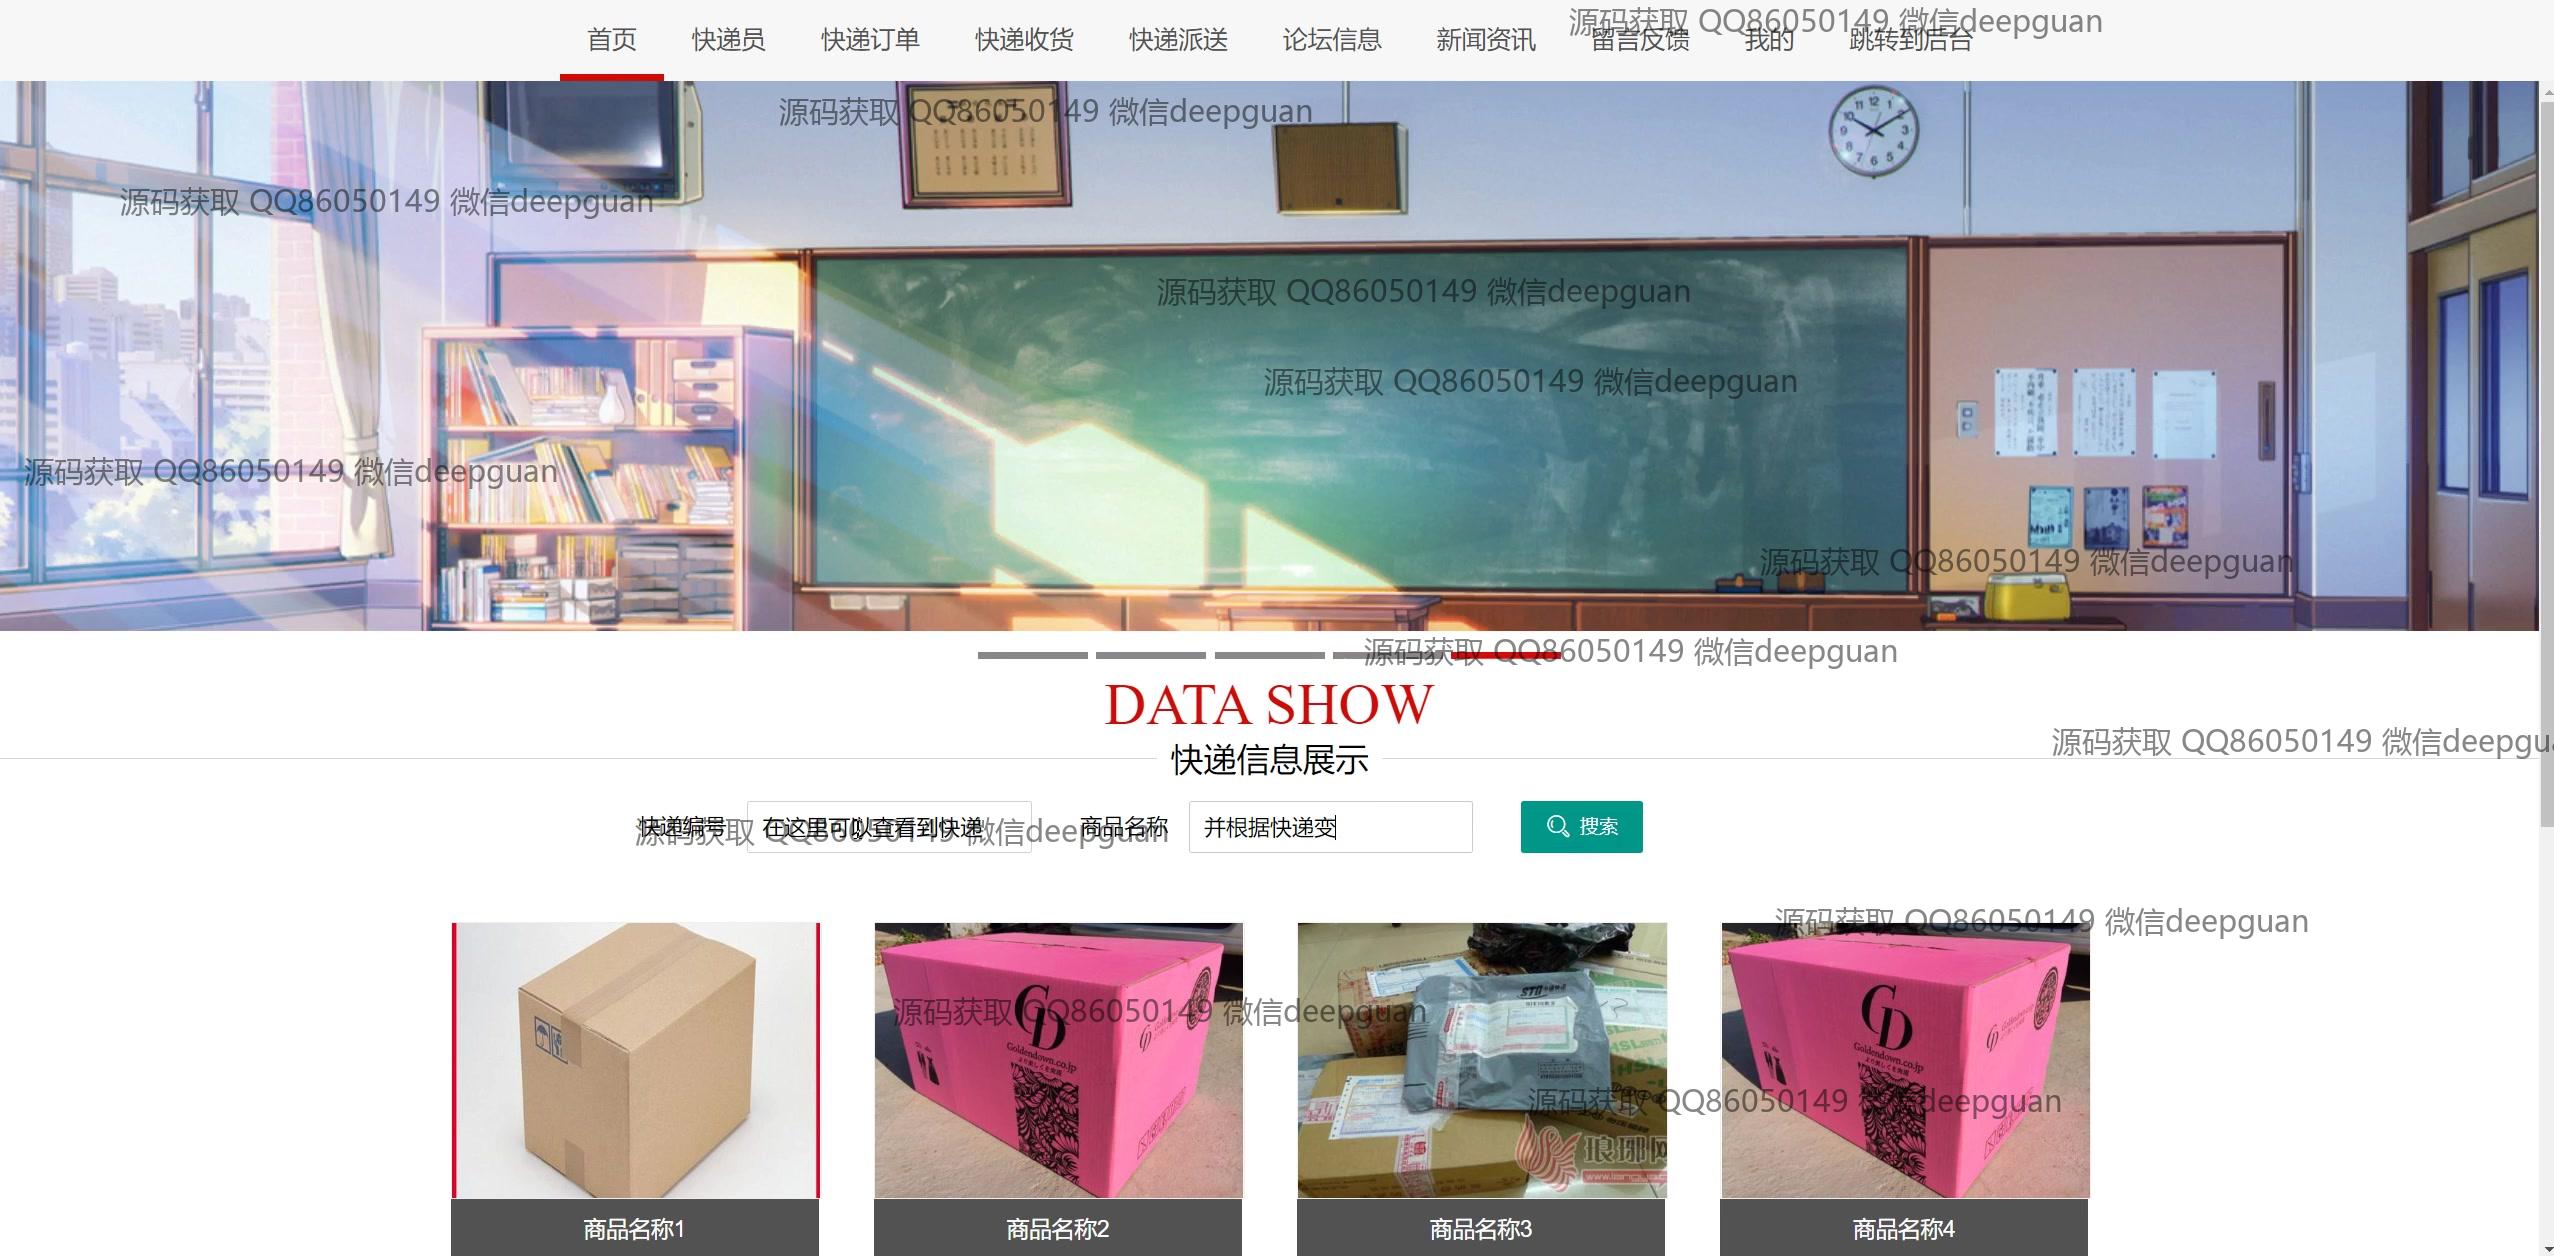 首页 快递员 快递订单 快递收货 快递派送 论坛信息 新闻资讯 留言反馈 我的 跳转到后台
源码获取 QQ86050149 微信deepguan
源码获取 QQ86050149 微信deepguan
源码获取 QQ86050149 微信deepguan
源码获取 QQ86050149 微信deepguan
源码获取 QQ86050149 微信deepguan
源码获取 QQ86050149 微信deepguan
源码获取 QQ86050149 微信deepguan
源码获取 QQ86050149 微信deepguan
DATA SHOW
源码获取 QQ86050149 微信deepgu
快递信息展示
快递编号 在这里可以查看到快递 商品名称 并根据快递变 搜索
源码获取 QQ86050149 微信deepguan
源码获取 QQ86050149 微信deepguan
源码获取 QQ86050149 微信deepguan
源码获取 QQ86050149 微信deepguan
GD
Goldendown.co.jp
STO
琅琊网
GD
Goldendown.co.jp
商品名称1 商品名称2 商品名称3 商品名称4